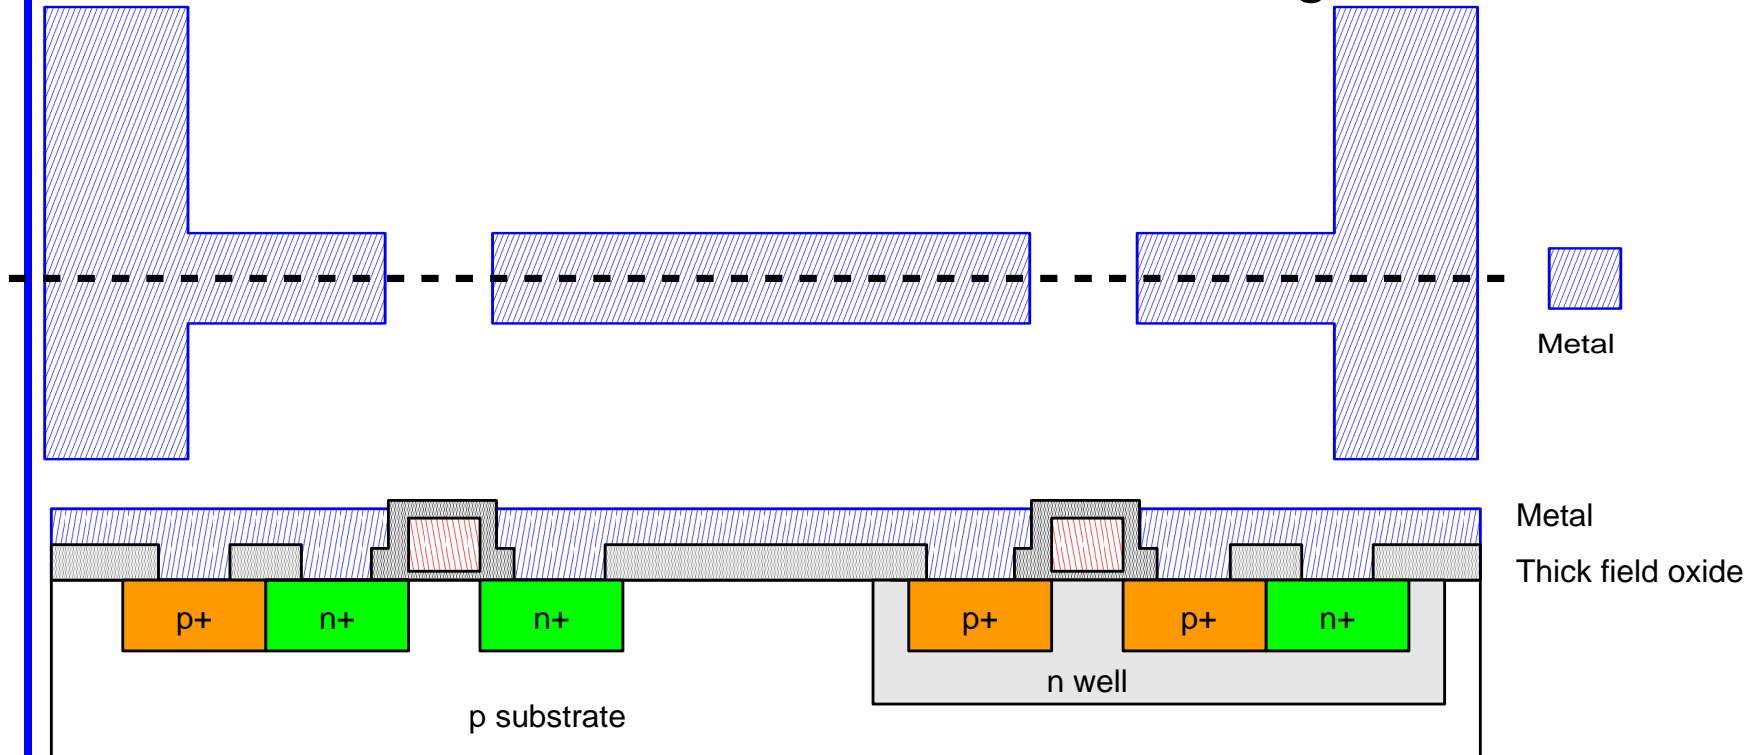 Metal
Metal
Thick field oxide
p+
n+
n+
p+
p+
n+
n well
p substrate